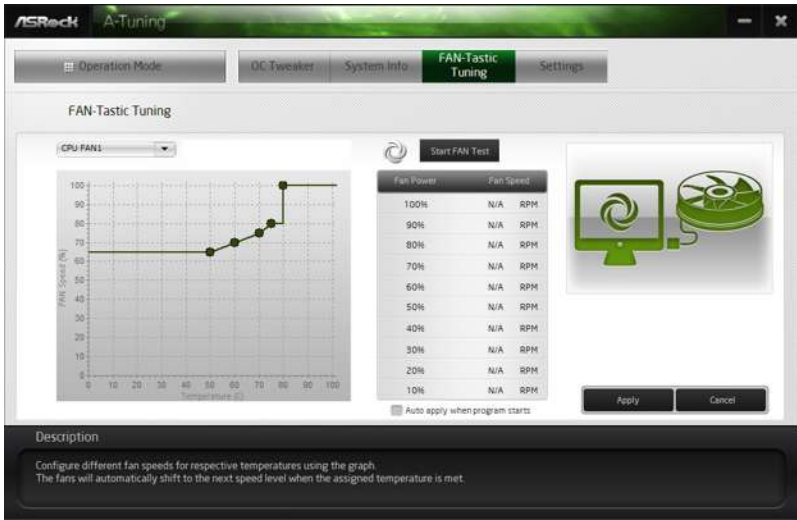 ASRock A-Tuning
Operation Mode OC Tweaker System Info FAN-Tastic Tuning Settings
FAN-Tastic Tuning
CPU FAN1
Start FAN Test
FAN Speed (%)
100
90
80
70
60
50
40
30
20
10
0
0 10 20 30 40 50 60 70 80 90 100
Temperature (C)
Fan Power Fan Speed
100% N/A RPM
90% N/A RPM
80% N/A RPM
70% N/A RPM
60% N/A RPM
50% N/A RPM
40% N/A RPM
30% N/A RPM
20% N/A RPM
10% N/A RPM
Auto apply when program starts
Apply Cancel
Description
Configure different fan speeds for respective temperatures using the graph.
The fans will automatically shift to the next speed level when the assigned temperature is met.